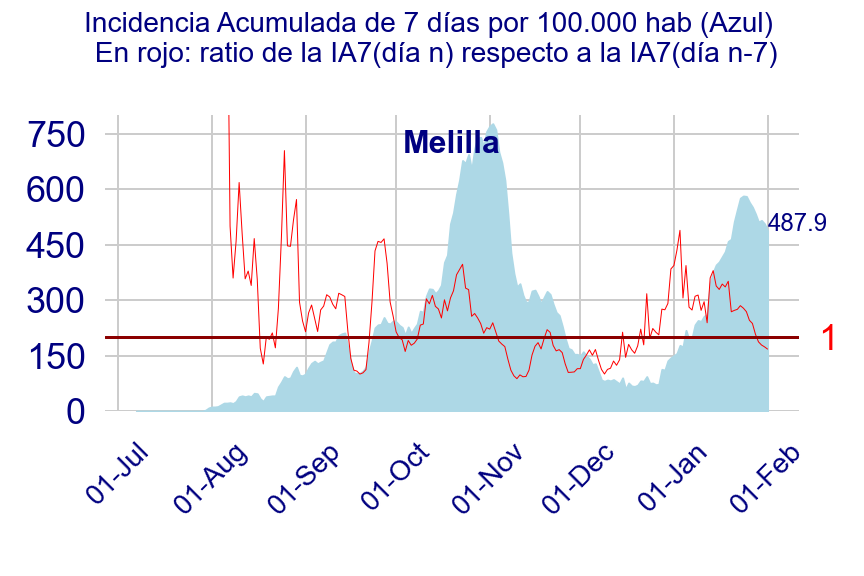 Incidencia Acumulada de 7 días por 100.000 hab (Azul)
En rojo: ratio de la IA7(día n) respecto a la IA7(día n-7)
Melilla
750
600
450
300
150
0
487.9
1
01-Jul
01-Aug
01-Sep
01-Oct
01-Nov
01-Dec
01-Jan
01-Feb